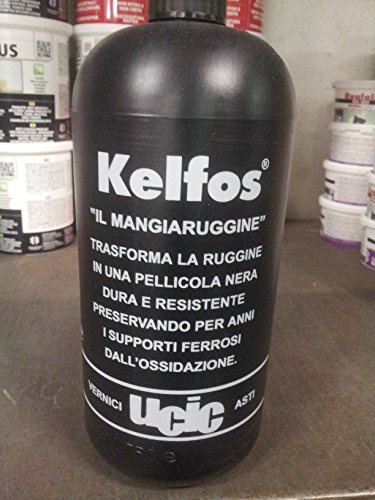 Kelfos®
"IL MANGIARUGGINE"
TRASFORMA LA RUGGINE
IN UNA PELLICOLA NERA
DURA E RESISTENTE
PRESERVANDO PER ANNI
I SUPPORTI FERROSI
DALL'OSSIDAZIONE.
VERNICI ucic ASTI